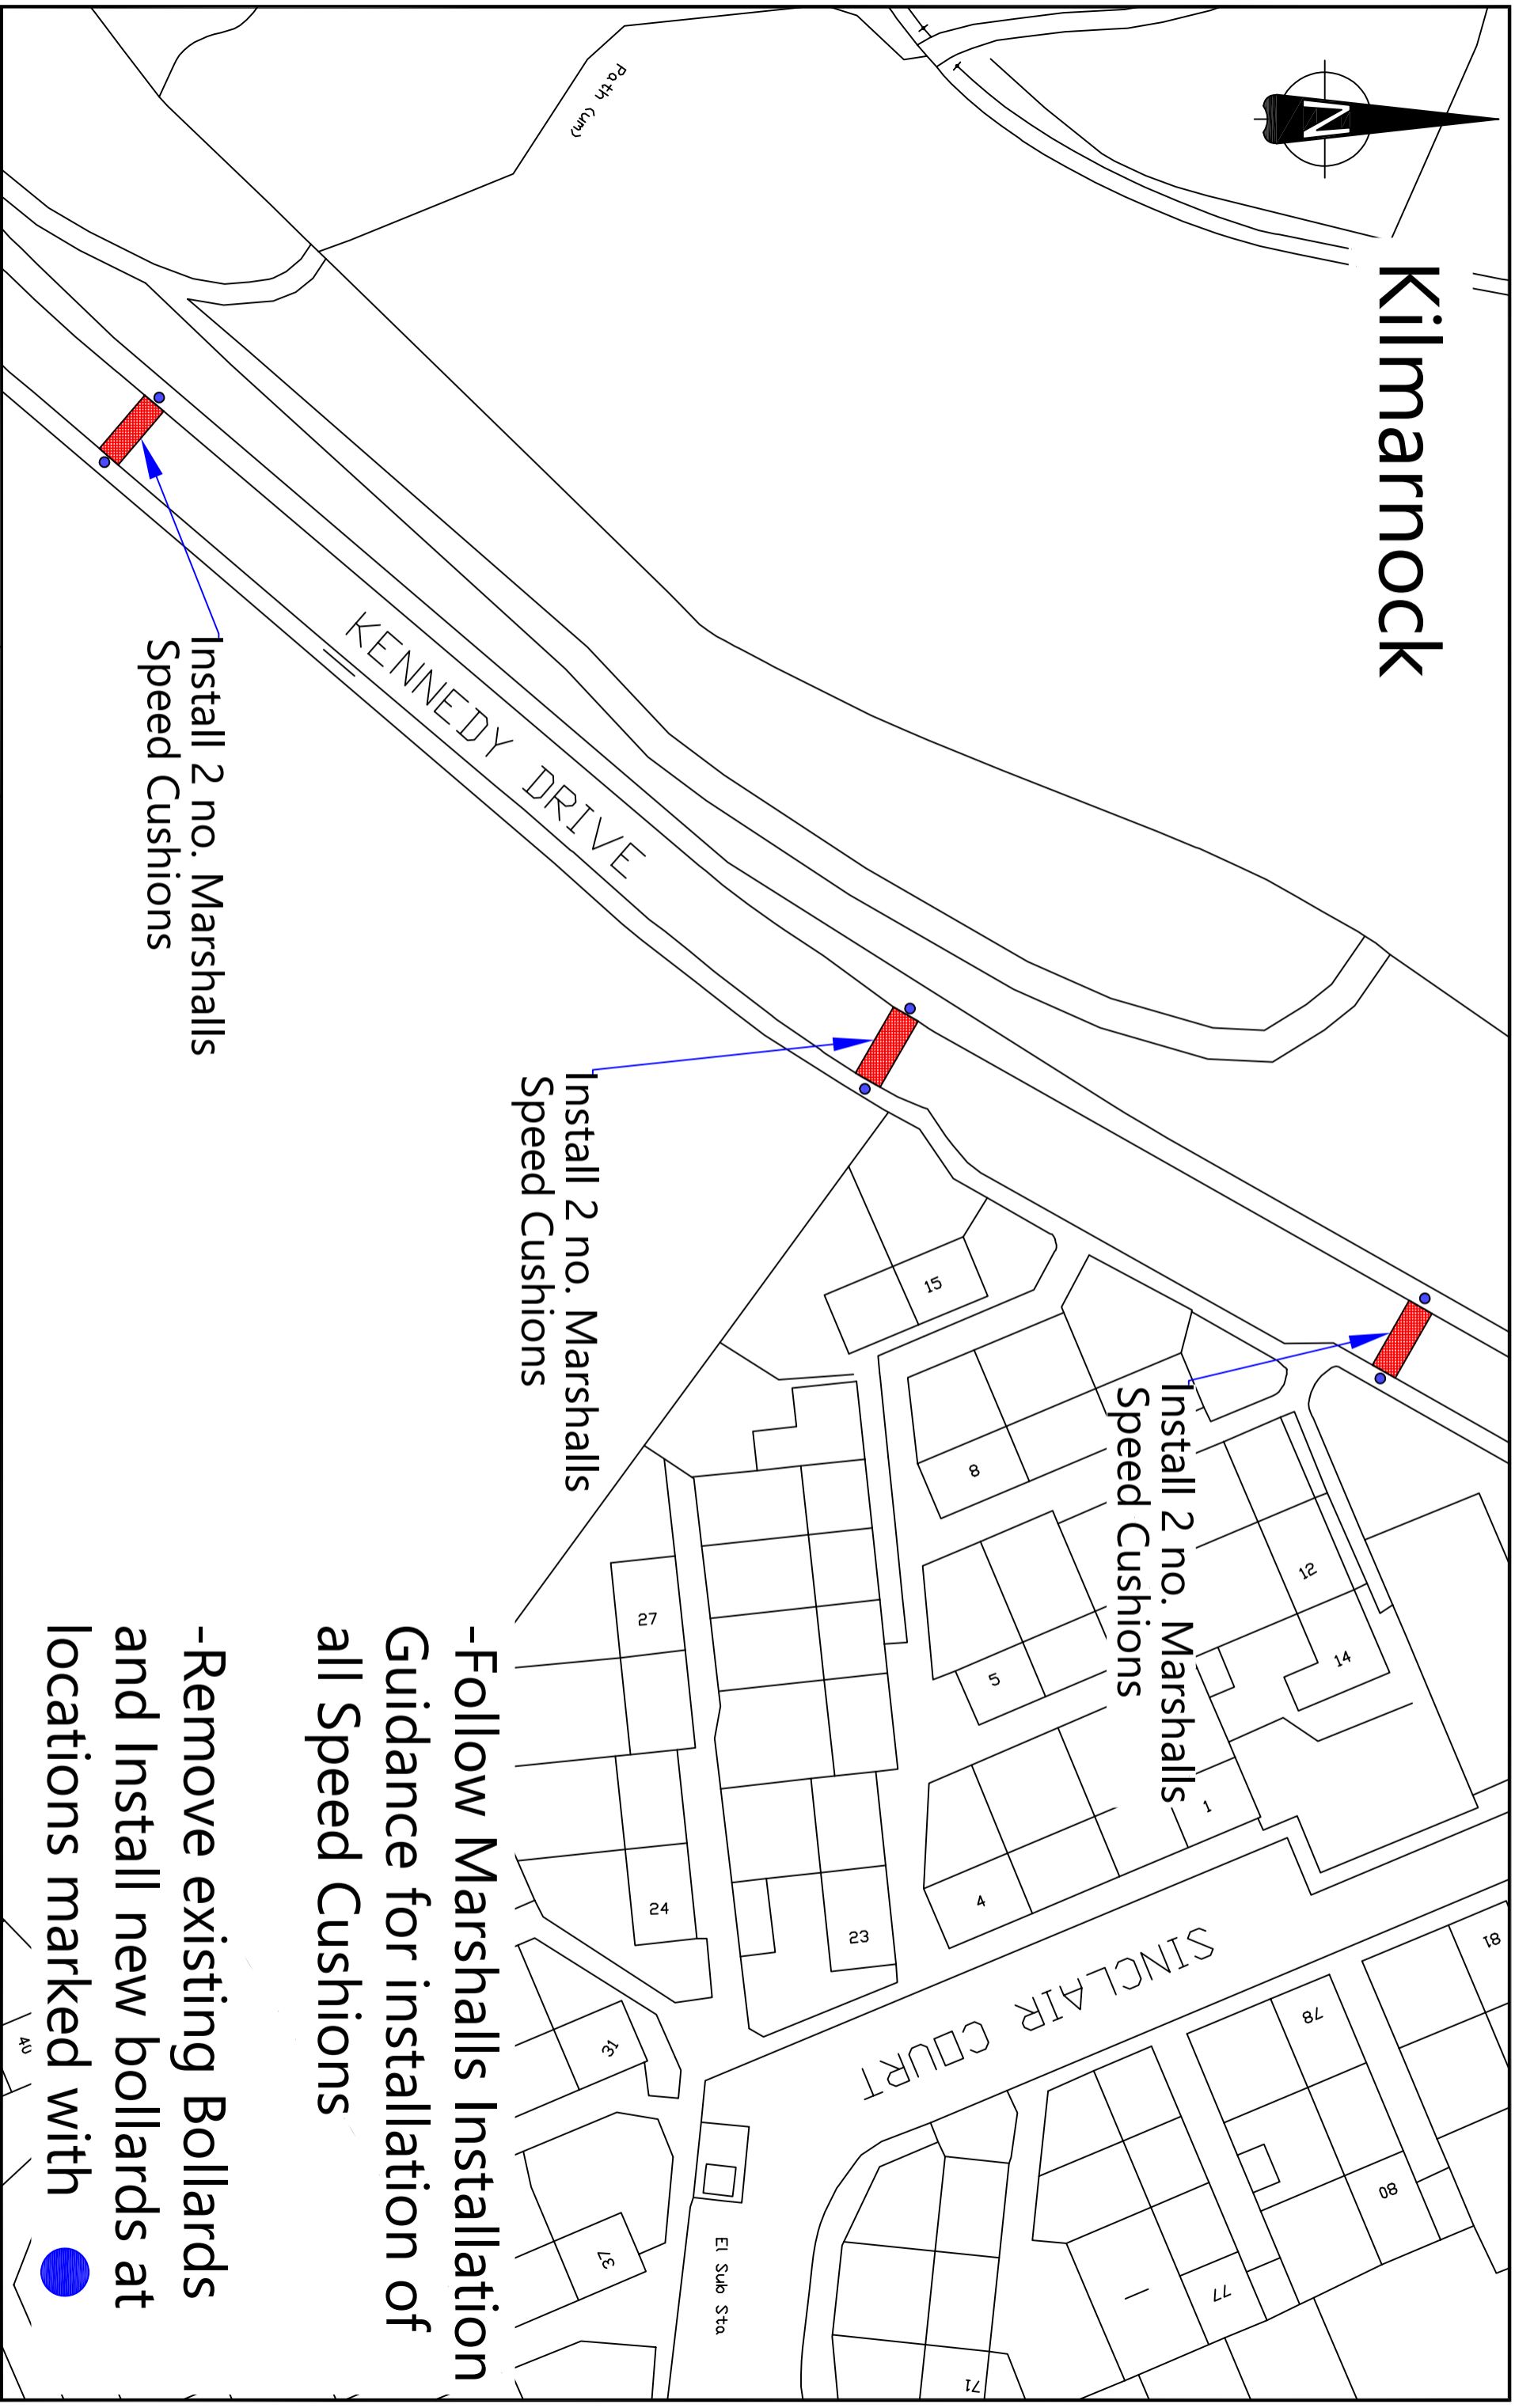 Kilmarnock
N
Path (um)
KENNEDY DRIVE
Install 2 no. Marshalls
Speed Cushions
Install 2 no. Marshalls
Speed Cushions
Install 2 no. Marshalls
Speed Cushions
15
8
5
12
14
1
4
27
24
23
31
37
SINCLAIR COURT
El Sub Sta
81
78
80
77
71
40
-Follow Marshalls Installation
Guidance for installation of
all Speed Cushions
-Remove existing Bollards
and Install new bollards at
locations marked with